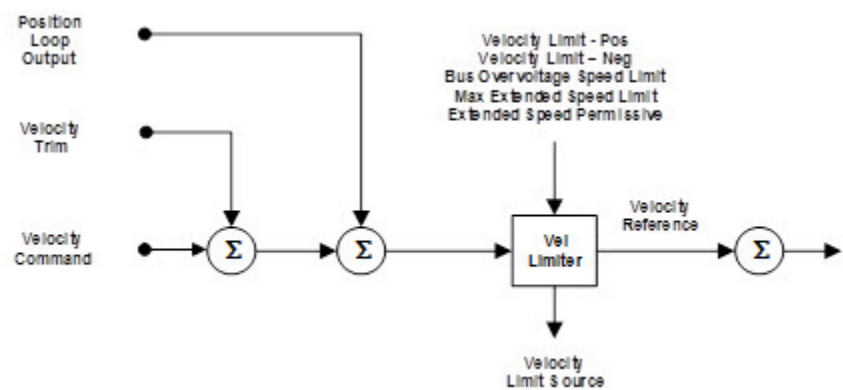 Position
Loop
Output
Velocity Limit - Pos
Velocity Limit – Neg
Bus Overvoltage Speed Limit
Max Extended Speed Limit
Extended Speed Permissive
Velocity
Trim
Velocity
Command
Σ
Σ
Vel
Limiter
Velocity
Reference
Σ
Velocity
Limit Source